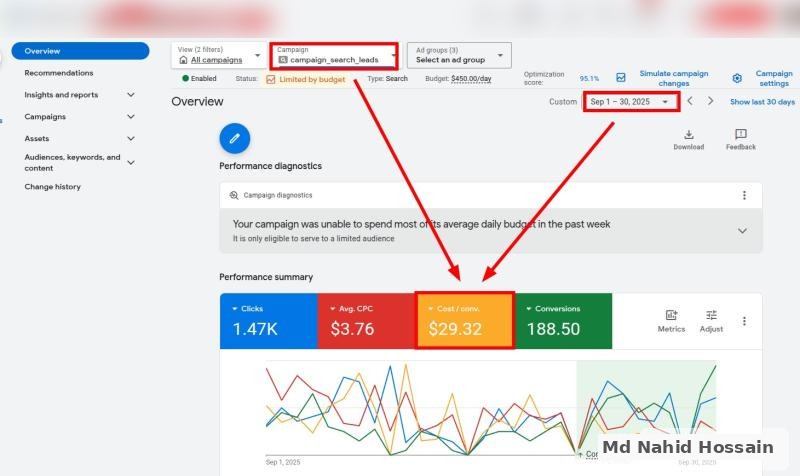 Overview
Recommendations
Insights and reports
Campaigns
Assets
Audiences, keywords, and
content
Change history
View (2 filters)
All campaigns
Campaign
campaign_search_leads
Ad groups (3)
Select an ad group
Enabled
Status:
Limited by budget
Type: Search
Budget: $450.00/day
Optimization
score:
95.1%
Simulate campaign
changes
Campaign
settings
Overview
Custom
Sep 1 – 30, 2025
Show last 30 days
Download
Feedback
Performance diagnostics
Campaign diagnostics
Your campaign was unable to spend most of its average daily budget in the past week
It is only eligible to serve to a limited audience
Performance summary
Clicks
1.47K
Avg. CPC
$3.76
Cost / conv.
$29.32
Conversions
188.50
Metrics
Adjust
Sep 1, 2025
Sep 30, 2025
Md Nahid Hossain